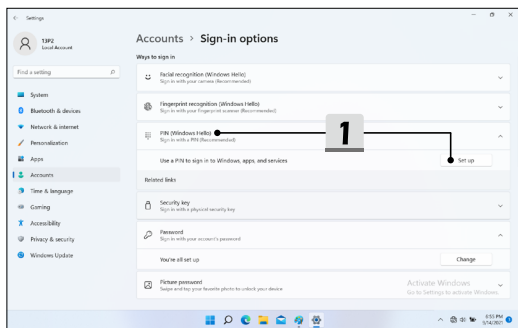 Settings
13P2
Local Account
Find a setting
System
Bluetooth & devices
Network & internet
Personalization
Apps
Accounts
Time & language
Gaming
Accessibility
Privacy & security
Windows Update
Accounts > Sign-in options
Ways to sign in
Facial recognition (Windows Hello)
Sign in with your camera (Recommended)
Fingerprint recognition (Windows Hello)
Sign in with your fingerprint scanner (Recommended)
PIN (Windows Hello)
Sign in with a PIN (Recommended)
1
Use a PIN to sign in to Windows, apps, and services
Set up
Related links
Security key
Sign in with a physical security key
Password
Sign in with your account's password
You're all set up
Change
Picture password
Swipe and tap your favorite photo to unlock your device
Activate Windows
Go to Settings to activate Windows.
6:55 PM
9/14/2021